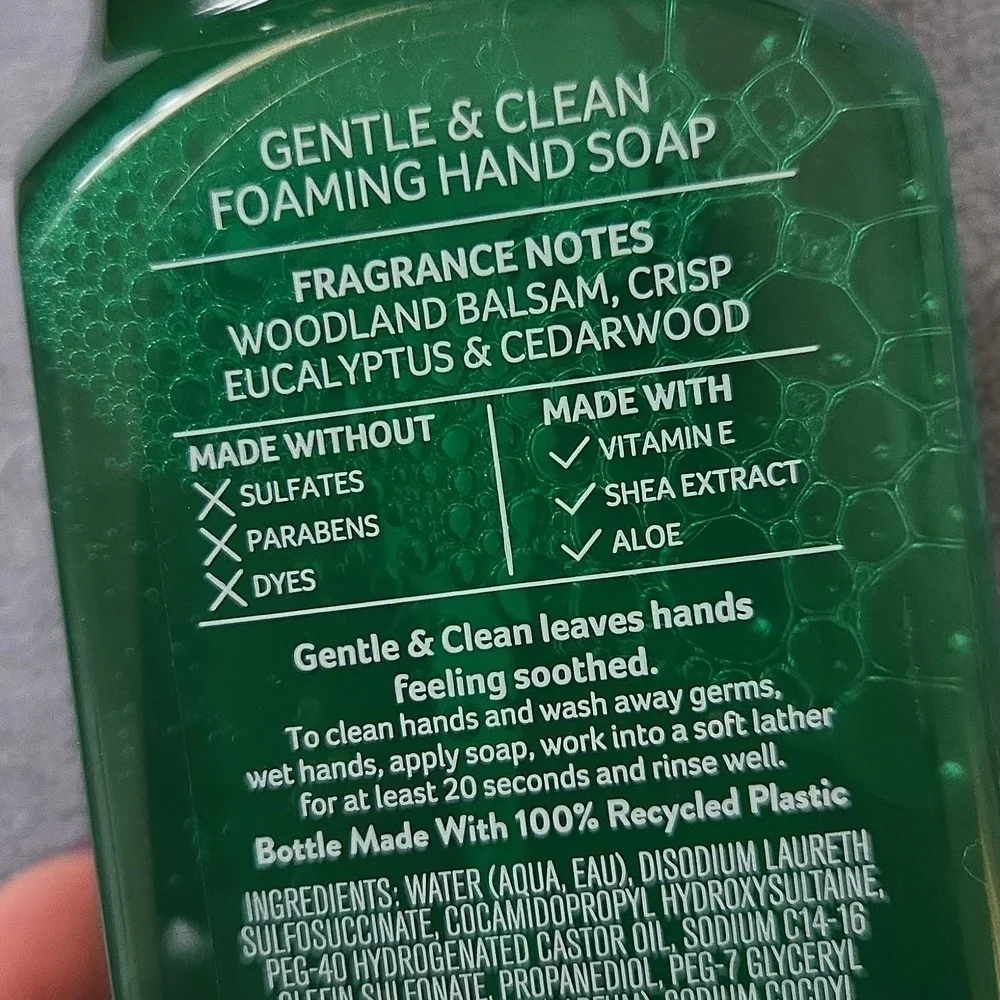 GENTLE & CLEAN
FOAMING HAND SOAP
FRAGRANCE NOTES
WOODLAND BALSAM, CRISP
EUCALYPTUS & CEDARWOOD
MADE WITHOUT
SULFATES
PARABENS
DYES
MADE WITH
VITAMIN E
SHEA EXTRACT
ALOE
Gentle & Clean leaves hands
feeling soothed.
To clean hands and wash away germs,
wet hands, apply soap, work into a soft lather
for at least 20 seconds and rinse well.
Bottle Made With 100% Recycled Plastic
INGREDIENTS: WATER (AQUA, EAU), DISODIUM LAURETH
SULFOSUCCINATE, COCAMIDOPROPYL HYDROXYSULTAINE,
PEG-40 HYDROGENATED CASTOR OIL, SODIUM C14-16
OLEFIN SULFONATE, PROPANEDIOL, PEG-7 GLYCERYL
SODIUM COCOYL